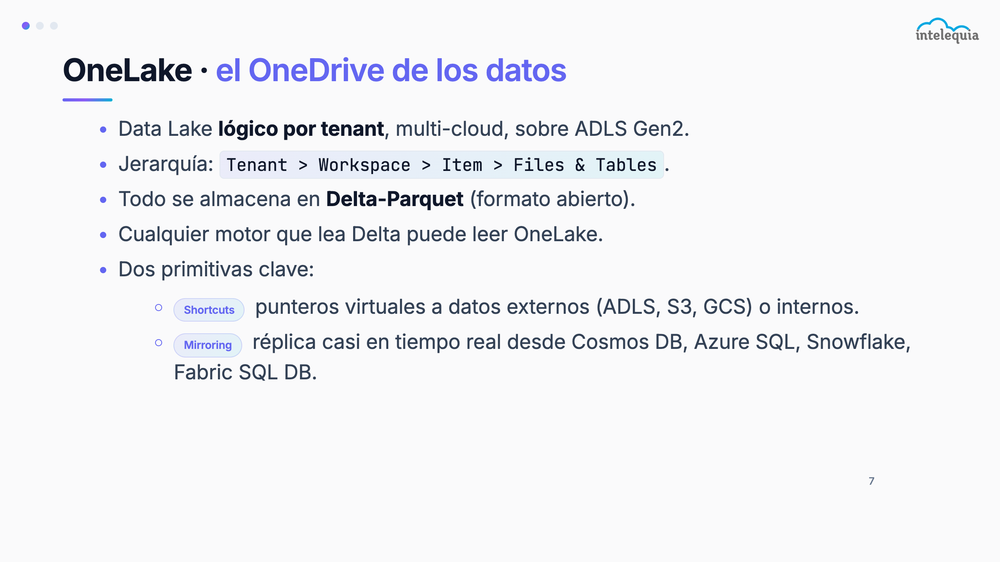 intelequia
OneLake · el OneDrive de los datos
Data Lake lógico por tenant, multi-cloud, sobre ADLS Gen2.
Jerarquía: Tenant > Workspace > Item > Files & Tables.
Todo se almacena en Delta-Parquet (formato abierto).
Cualquier motor que lea Delta puede leer OneLake.
Dos primitivas clave:
Shortcuts punteros virtuales a datos externos (ADLS, S3, GCS) o internos.
Mirroring réplica casi en tiempo real desde Cosmos DB, Azure SQL, Snowflake,
Fabric SQL DB.
7